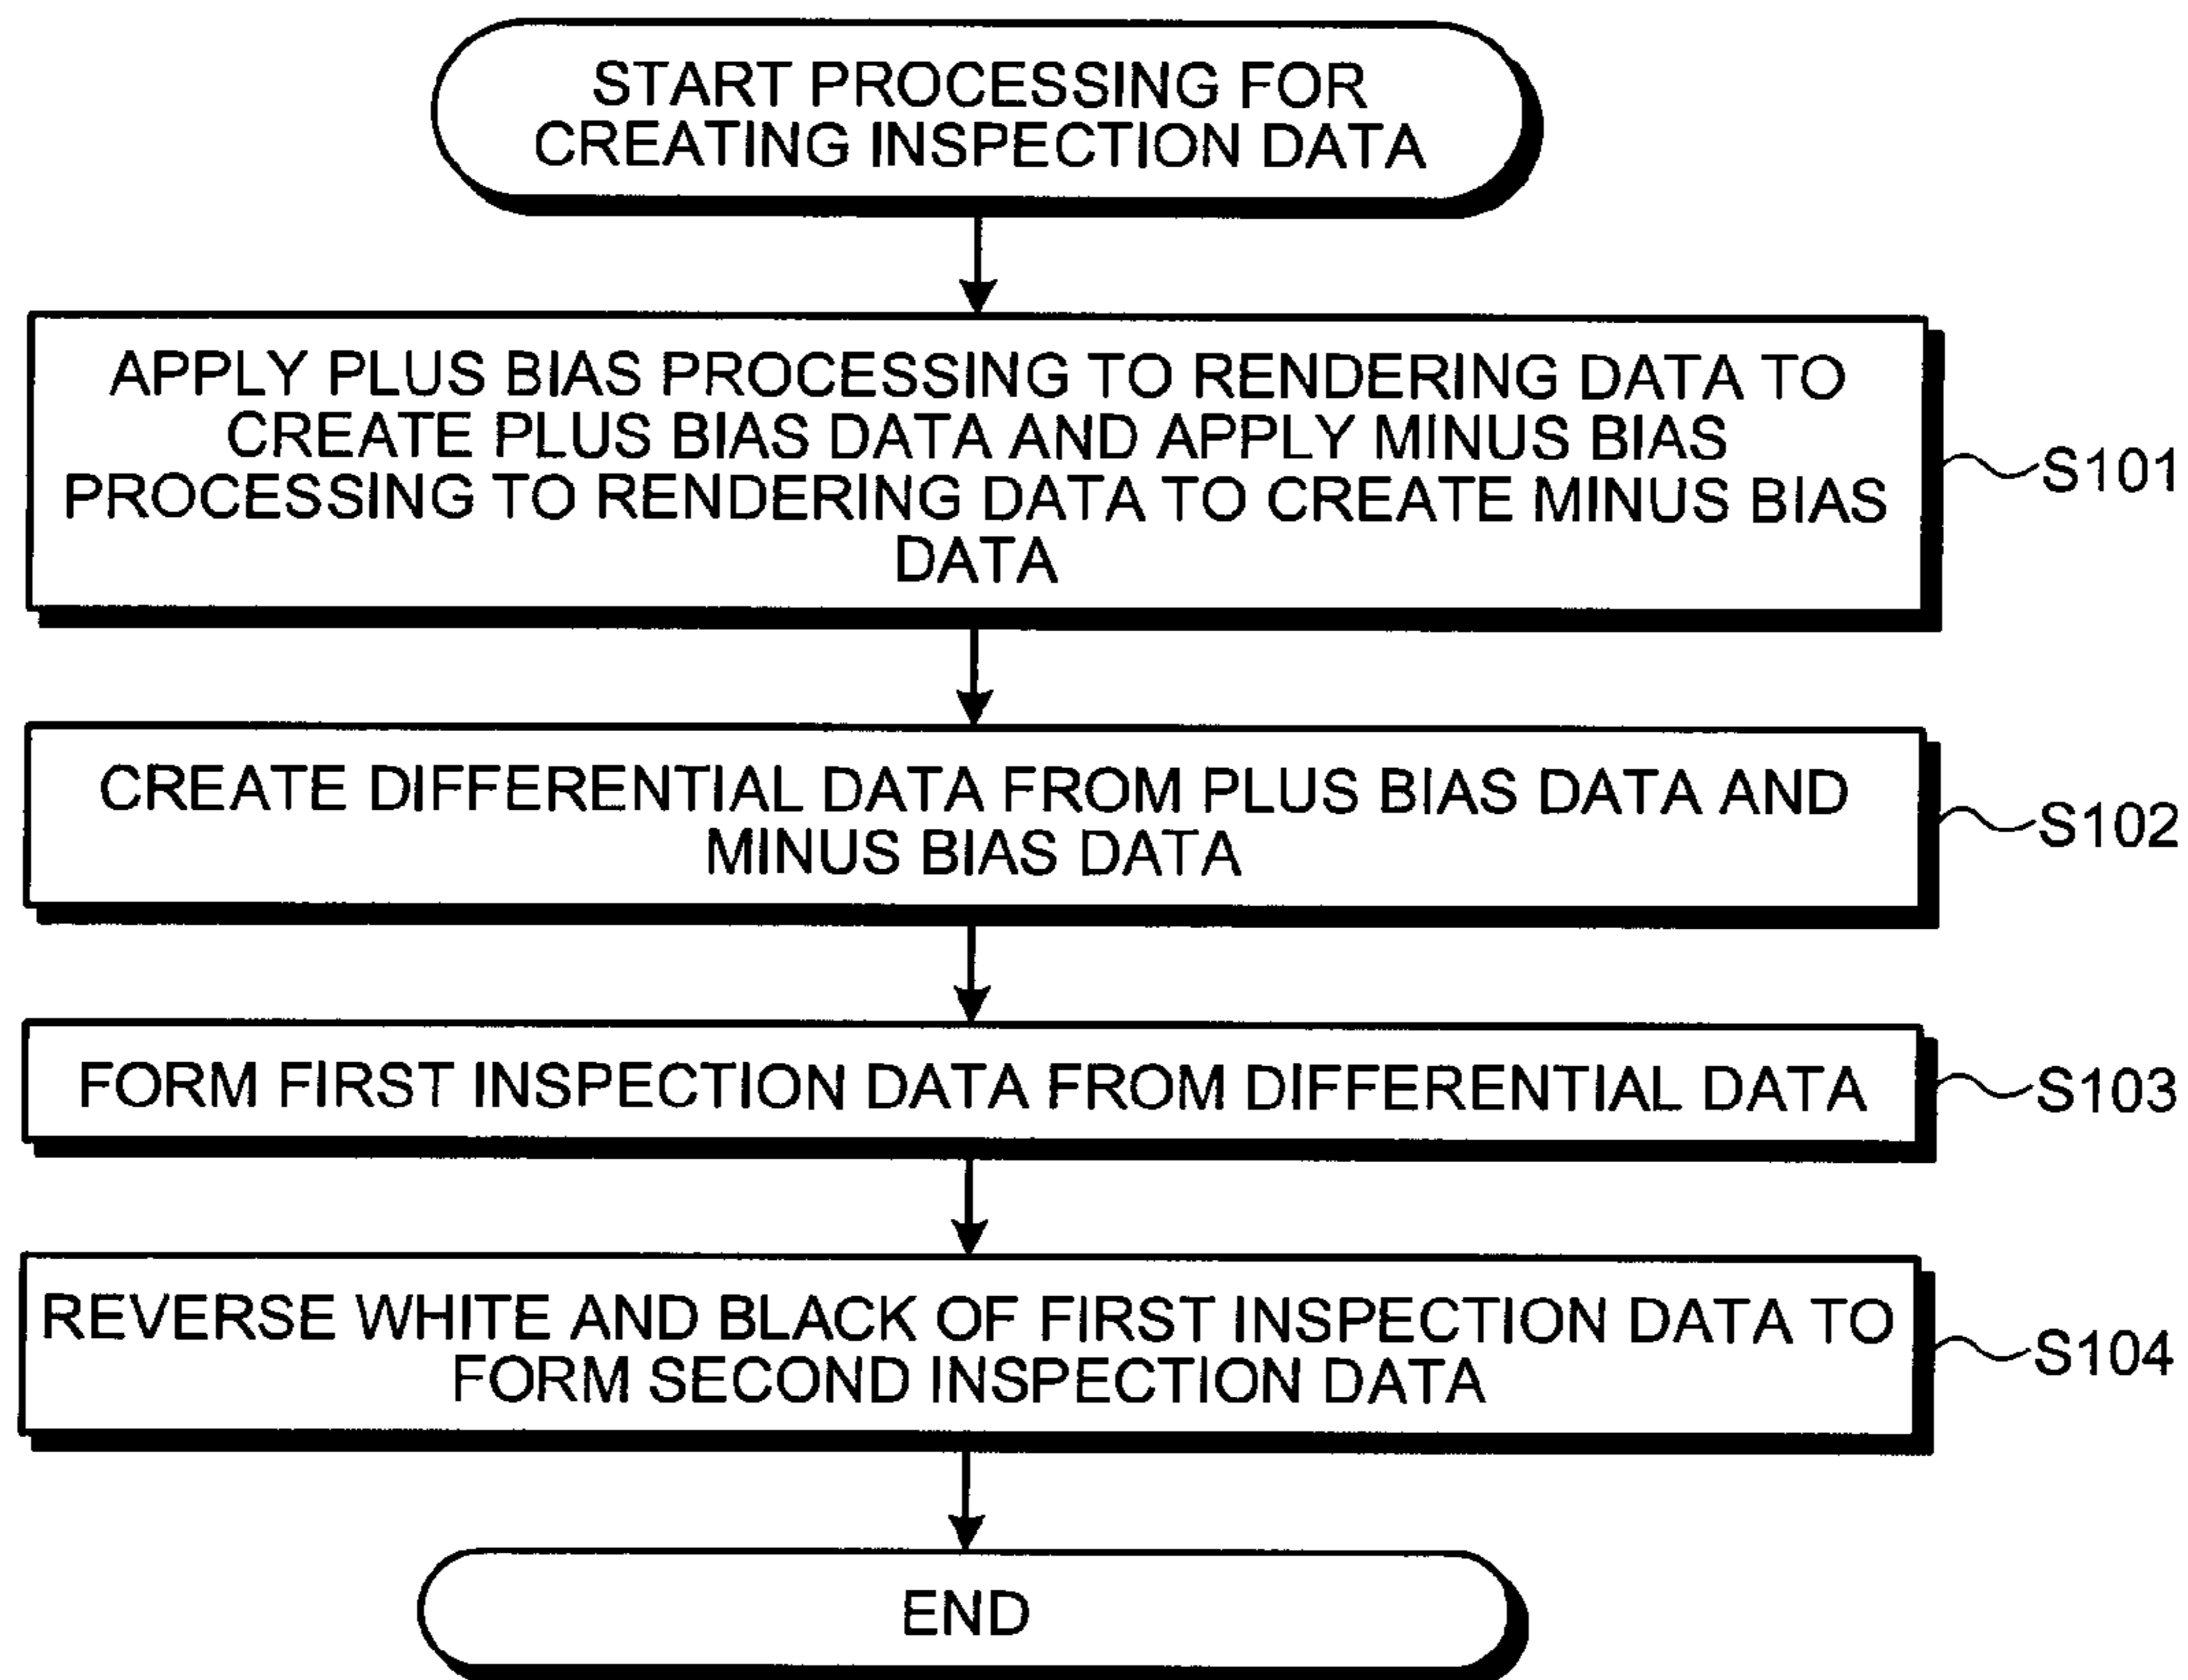 START PROCESSING FOR
CREATING INSPECTION DATA
APPLY PLUS BIAS PROCESSING TO RENDERING DATA TO
CREATE PLUS BIAS DATA AND APPLY MINUS BIAS
PROCESSING TO RENDERING DATA TO CREATE MINUS BIAS
DATA
S101
CREATE DIFFERENTIAL DATA FROM PLUS BIAS DATA AND
MINUS BIAS DATA
S102
FORM FIRST INSPECTION DATA FROM DIFFERENTIAL DATA
S103
REVERSE WHITE AND BLACK OF FIRST INSPECTION DATA TO
FORM SECOND INSPECTION DATA
S104
END